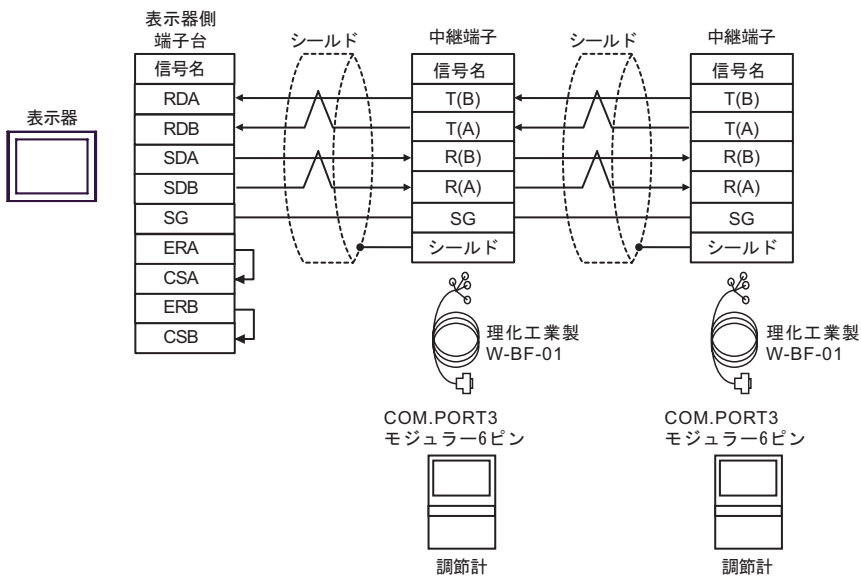 表示器
表示器側
端子台
信号名
RDA
RDB
SDA
SDB
SG
ERA
CSA
ERB
CSB
シールド
中継端子
信号名
T(B)
T(A)
R(B)
R(A)
SG
シールド
シールド
中継端子
信号名
T(B)
T(A)
R(B)
R(A)
SG
シールド
理化工業製
W-BF-01
COM.PORT3
モジュラー6ピン
調節計
理化工業製
W-BF-01
COM.PORT3
モジュラー6ピン
調節計